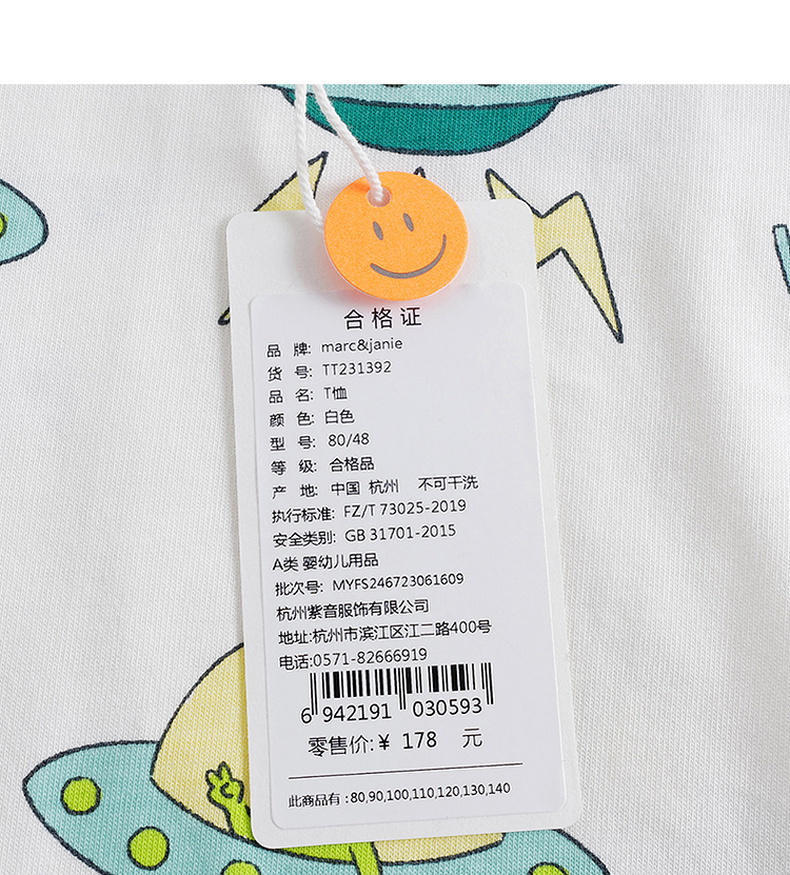 合格证
品 牌: marc&janie
货 号: TT231392
品 名: T恤
颜 色: 白色
型 号: 80/48
等 级: 合格品
产 地: 中国 杭州 不可干洗
执行标准: FZ/T 73025-2019
安全类别: GB 31701-2015
A类 婴幼儿用品
批次号: MYFS246723061609
杭州紫音服饰有限公司
地址:杭州市滨江区江二路400号
电话:0571-82666919
6 942191 030593
零售价:¥ 178 元
此商品有 :80,90,100,110,120,130,140